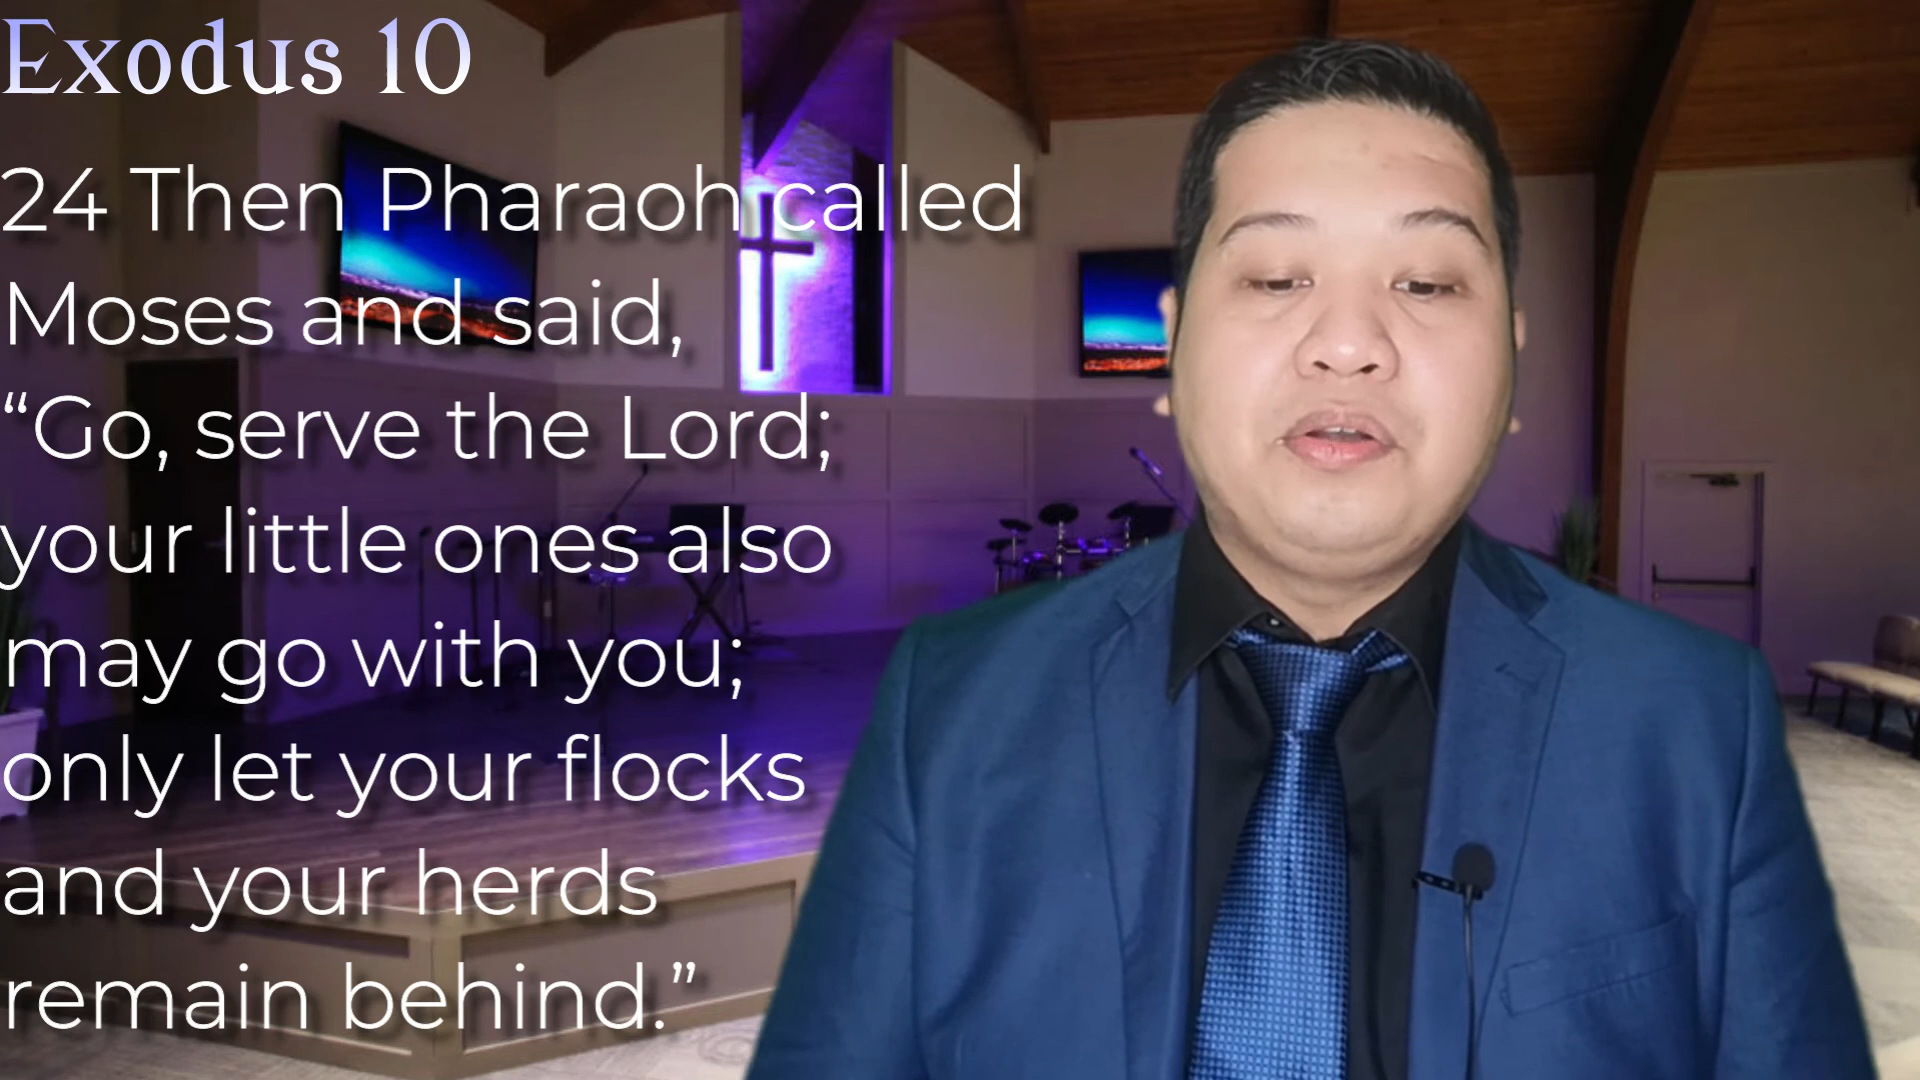 Exodus 10
24 Then Pharaoh called
Moses and said,
“Go, serve the Lord;
your little ones also
may go with you;
only let your flocks
and your herds
remain behind.”